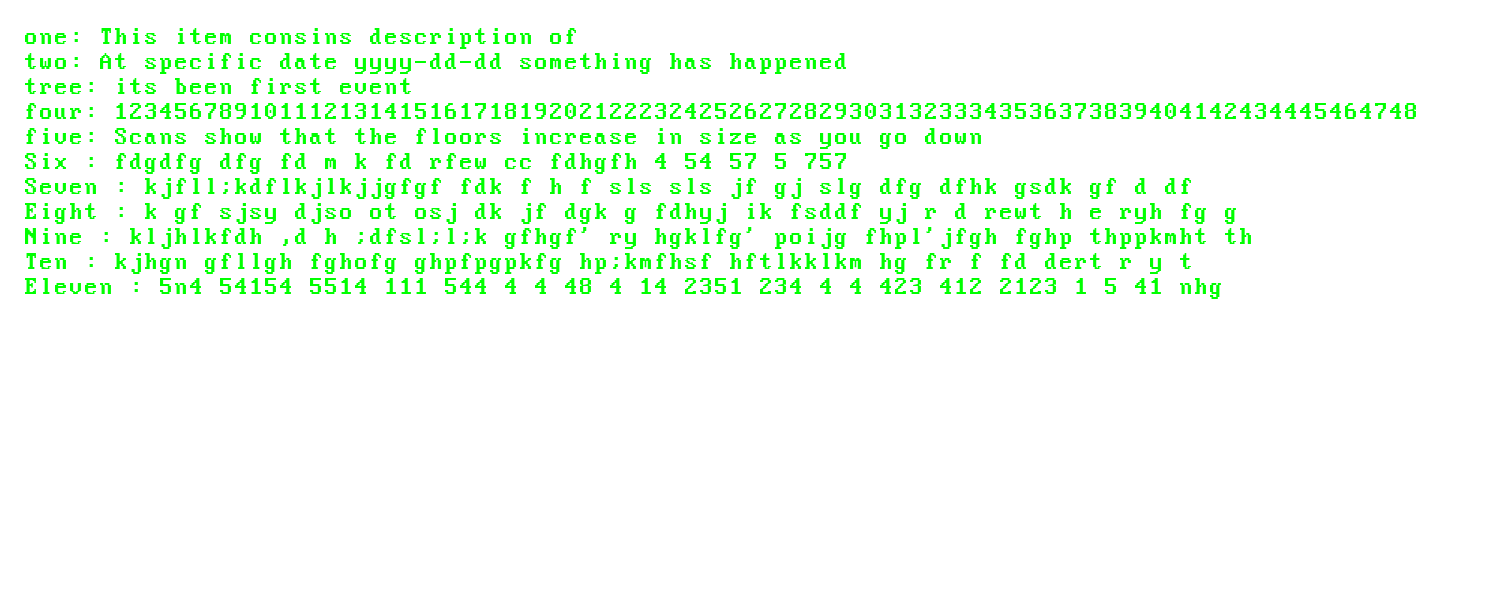 one: This item consins description of
two: At specific date yyyy-dd-dd something has happened
tree: its been first event
four: 123456789101112131415161718192021222324252627282930313233343536373839404142434445464748
five: Scans show that the floors increase in size as you go down
Six : fdgdfg dfg fd m k fd rfew cc fdhgfh 4 54 57 5 757
Seven : kjfll;kdflkjlkjjgfgf fdk f h f sls sls jf gj slg dfg dfhk gsdk gf d df
Eight : k gf sjsy djso ot osj dk jf dgk g fdhyj ik fsddf yj r d rewt h e ryh fg g
Nine : kljhlkfdh ,d h ;dfsl;l;k gfhgf' ry hgklfg' poijg fhpl'jfgh fghp thppkmht th
Ten : kjhgn gfllgh fghofg ghpfpgpkfg hp;kmfhsf hftlkklkm hg fr f fd dert r y t
Eleven : 5n4 54154 5514 111 544 4 4 48 4 14 2351 234 4 4 423 412 2123 1 5 41 nhg